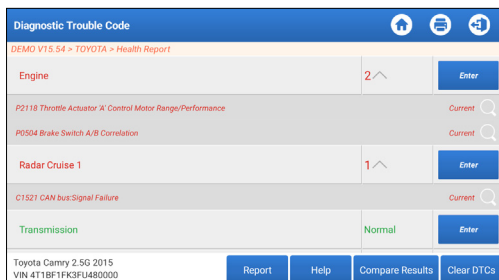 Diagnostic Trouble Code
DEMO V15.54 > TOYOTA > Health Report
Engine 2 Enter
P2118 Throttle Actuator 'A' Control Motor Range/Performance Current
P0504 Brake Switch A/B Correlation Current
Radar Cruise 1 1 Enter
C1521 CAN bus:Signal Failure Current
Transmission Normal Enter
Toyota Camry 2.5G 2015
VIN 4T1BF1FK3FU480000
Report Help Compare Results Clear DTCs